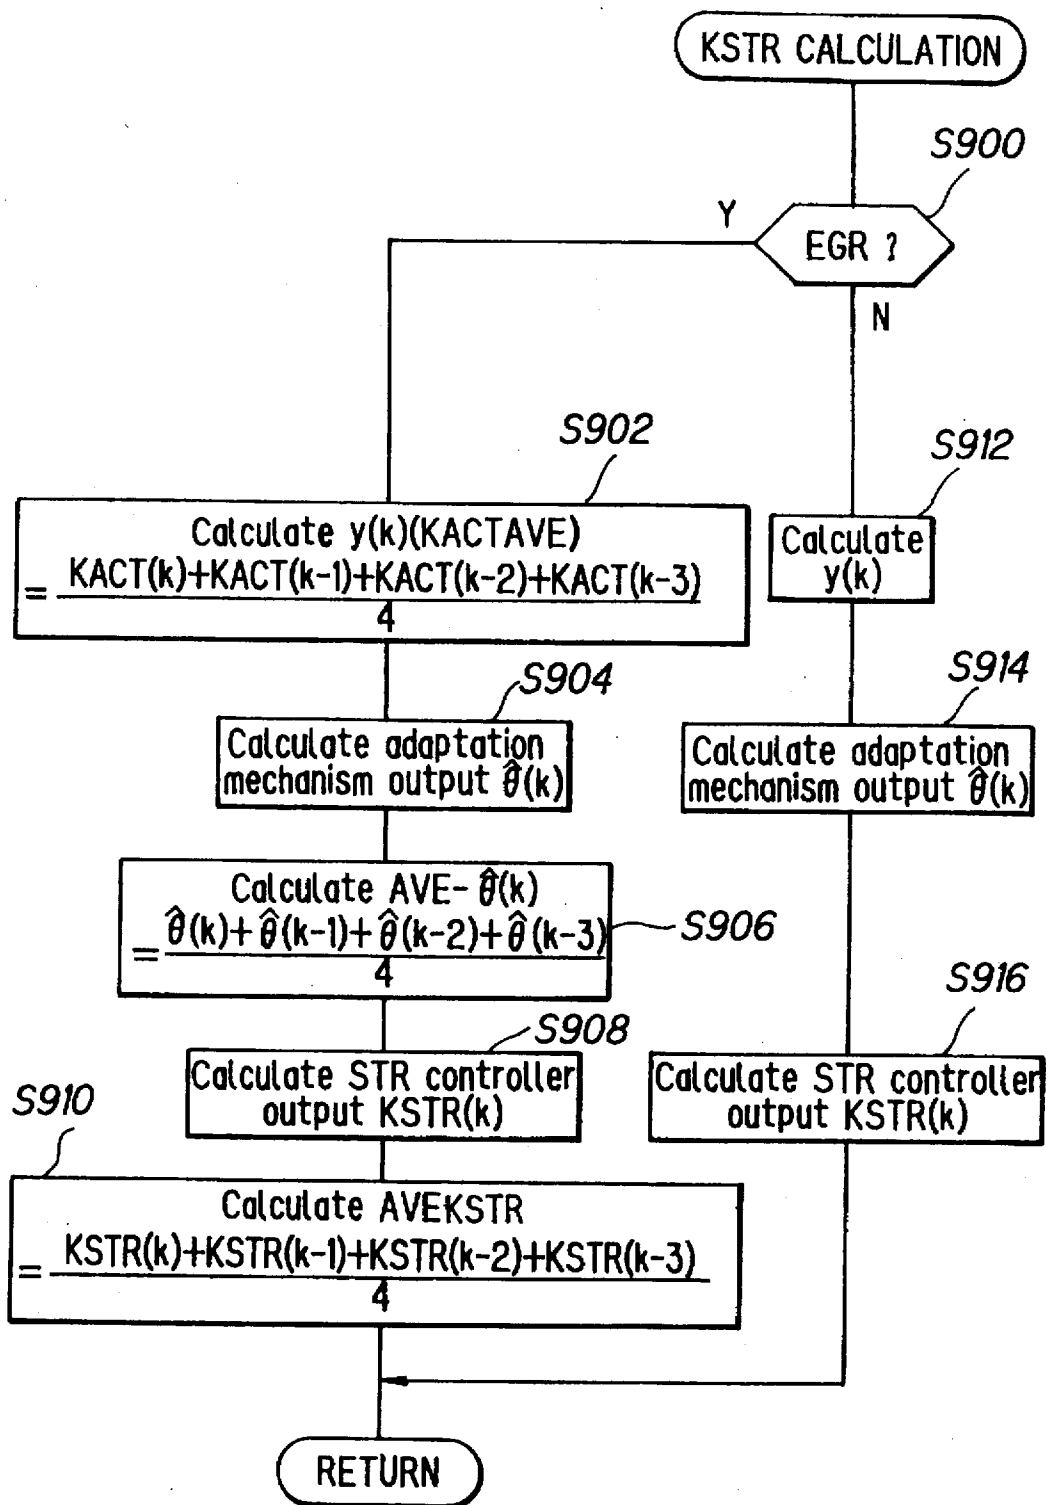 KSTR CALCULATION
S900
EGR ?
Y
N
S902
Calculate y(k)(KACTAVE)
= KACT(k)+KACT(k-1)+KACT(k-2)+KACT(k-3)
4
S912
Calculate
y(k)
S904
Calculate adaptation
mechanism output θ̂(k)
S914
Calculate adaptation
mechanism output θ̂(k)
Calculate AVE- θ̂(k)
= θ̂(k)+θ̂(k-1)+θ̂(k-2)+θ̂(k-3)
4
S906
S908
Calculate STR controller
output KSTR(k)
S916
Calculate STR controller
output KSTR(k)
S910
Calculate AVEKSTR
= KSTR(k)+KSTR(k-1)+KSTR(k-2)+KSTR(k-3)
4
RETURN